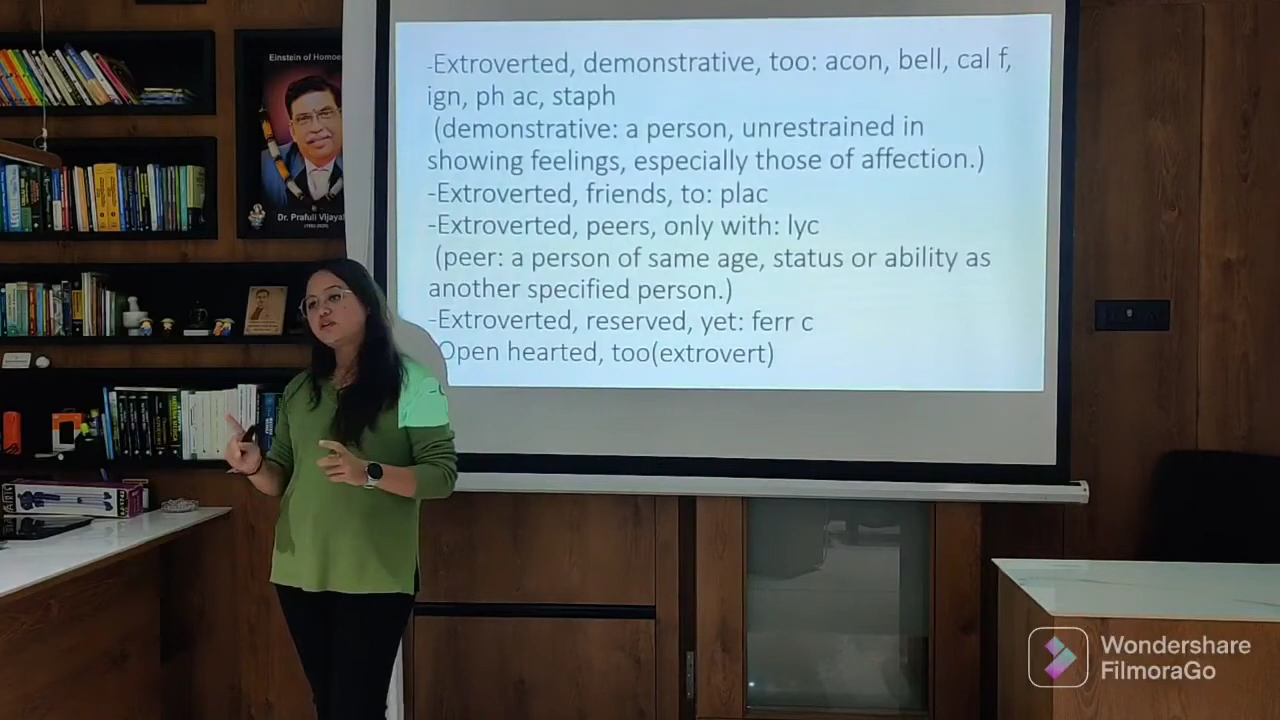 -Extroverted, demonstrative, too: acon, bell, cal f,
ign, ph ac, staph
(demonstrative: a person, unrestrained in
showing feelings, especially those of affection.)
-Extroverted, friends, to: plac
-Extroverted, peers, only with: lyc
(peer: a person of same age, status or ability as
another specified person.)
-Extroverted, reserved, yet: ferr c
Open hearted, too(extrovert)
Einstein of Homoe
Dr. Prafull Vijayal
Wondershare
FilmoraGo